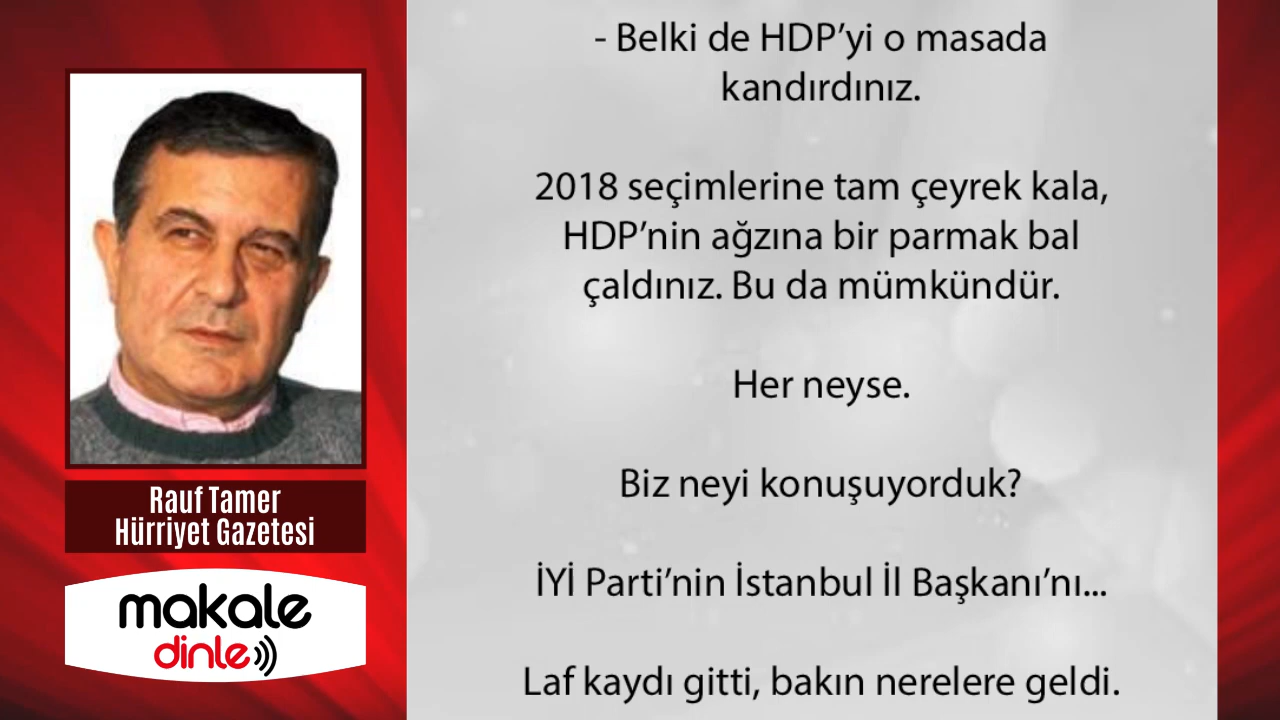 - Belki de HDP’yi o masada
kandırdınız.
2018 seçimlerine tam çeyrek kala,
HDP’nin ağzına bir parmak bal
çaldınız. Bu da mümkündür.
Her neyse.
Biz neyi konuşuyorduk?
İYİ Parti’nin İstanbul İl Başkanı’nı...
Laf kaydı gitti, bakın nerelere geldi.
Rauf Tamer
Hürriyet Gazetesi
makale
dinle